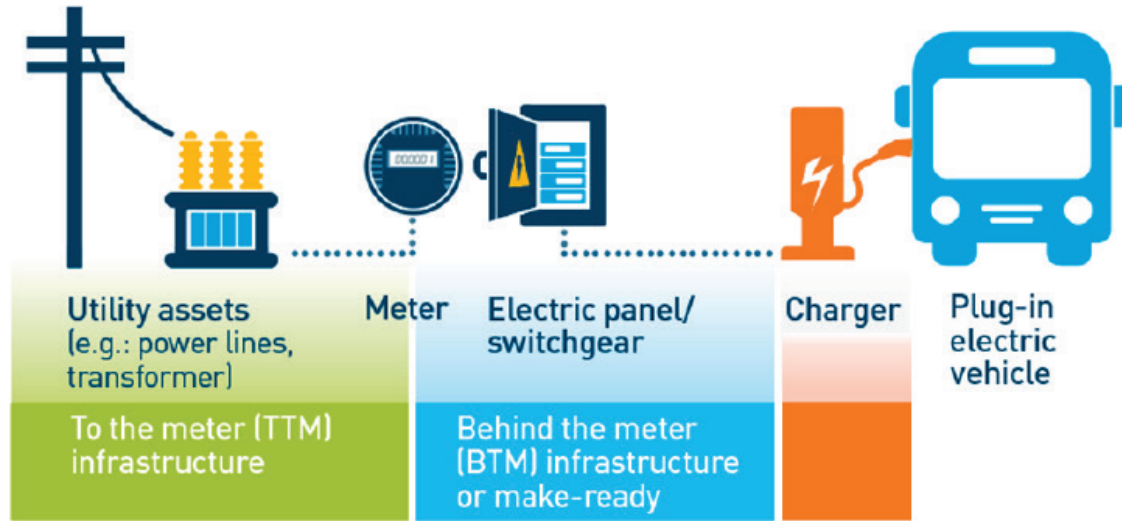 000001
Utility assets
(e.g.: power lines,
transformer)
Meter
Electric panel/
switchgear
Charger
Plug-in
electric
vehicle
To the meter (TTM)
infrastructure
Behind the meter
(BTM) infrastructure
or make-ready